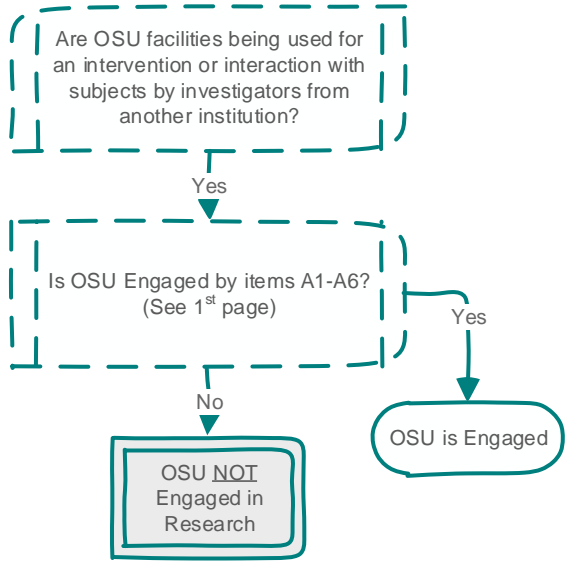 Are OSU facilities being used for
an intervention or interaction with
subjects by investigators from
another institution?
Yes
Is OSU Engaged by items A1-A6?
(See 1st page)
Yes
No
OSU is Engaged
OSU NOT
Engaged in
Research